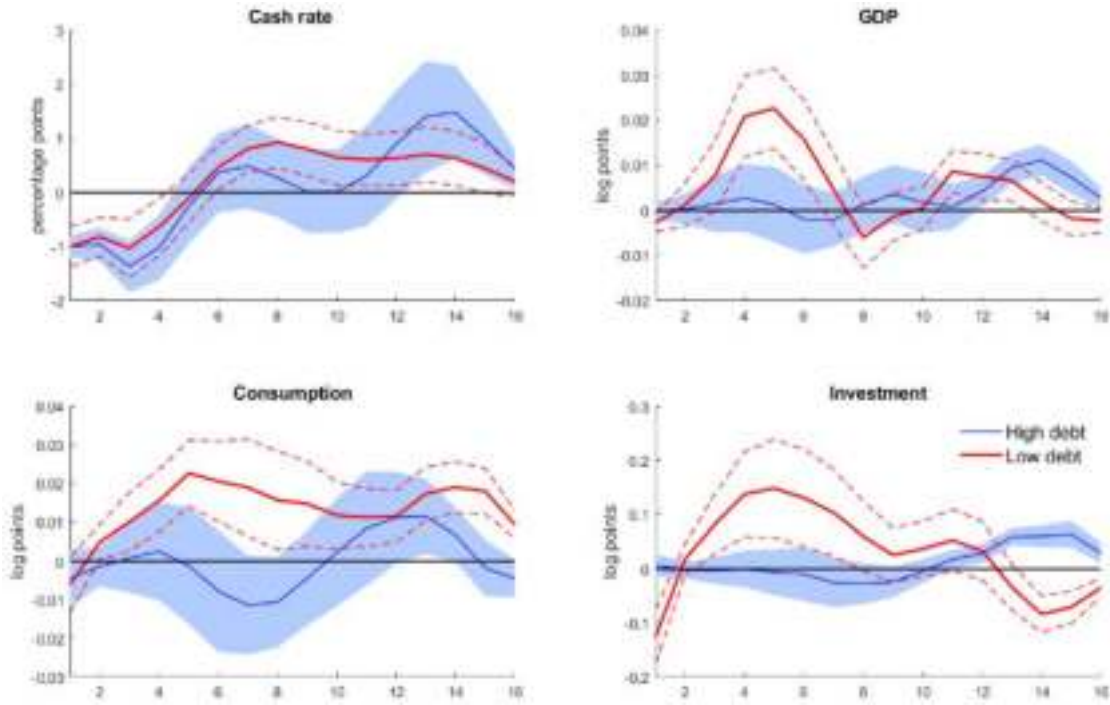 Cash rate
percentage points
3
2
1
0
-1
-2
2 4 6 8 10 12 14 16
GDP
log points
0.04
0.03
0.02
0.01
0
-0.01
-0.02
2 4 6 8 10 12 14 16
Consumption
log points
0.04
0.03
0.02
0.01
0
-0.01
-0.02
-0.03
2 4 6 8 10 12 14 16
Investment
log points
0.3
0.2
0.1
0
-0.1
-0.2
2 4 6 8 10 12 14 16
High debt
Low debt